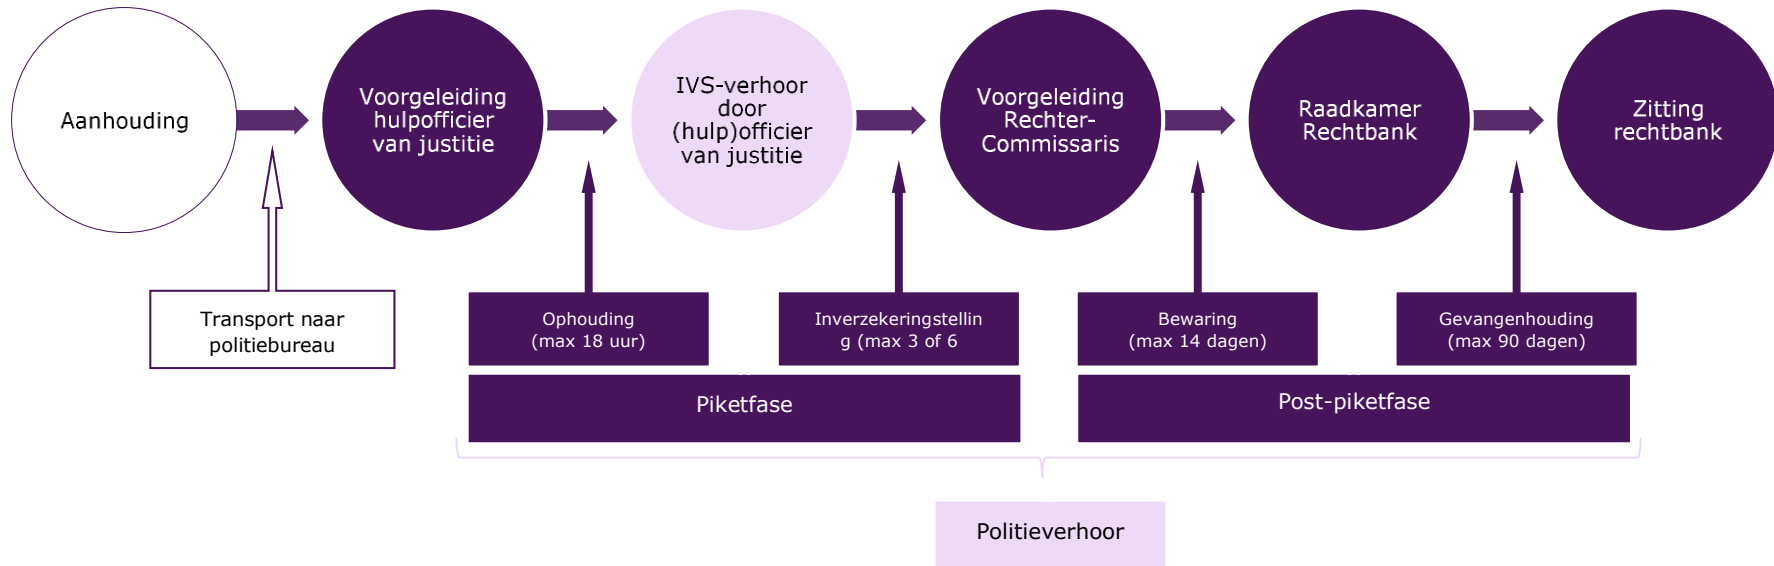 Aanhouding
Voorgeleiding
hulpofficier
van justitie
IVS-verhoor
door
(hulp)officier
van justitie
Voorgeleiding
Rechter-
Commissaris
Raadkamer
Rechtbank
Zitting
rechtbank
Transport naar
politiebureau
Ophouding
(max 18 uur)
Inverzekeringstellin
g (max 3 of 6
Bewaring
(max 14 dagen)
Gevangenhouding
(max 90 dagen)
Piketfase
Post-piketfase
Politieverhoor